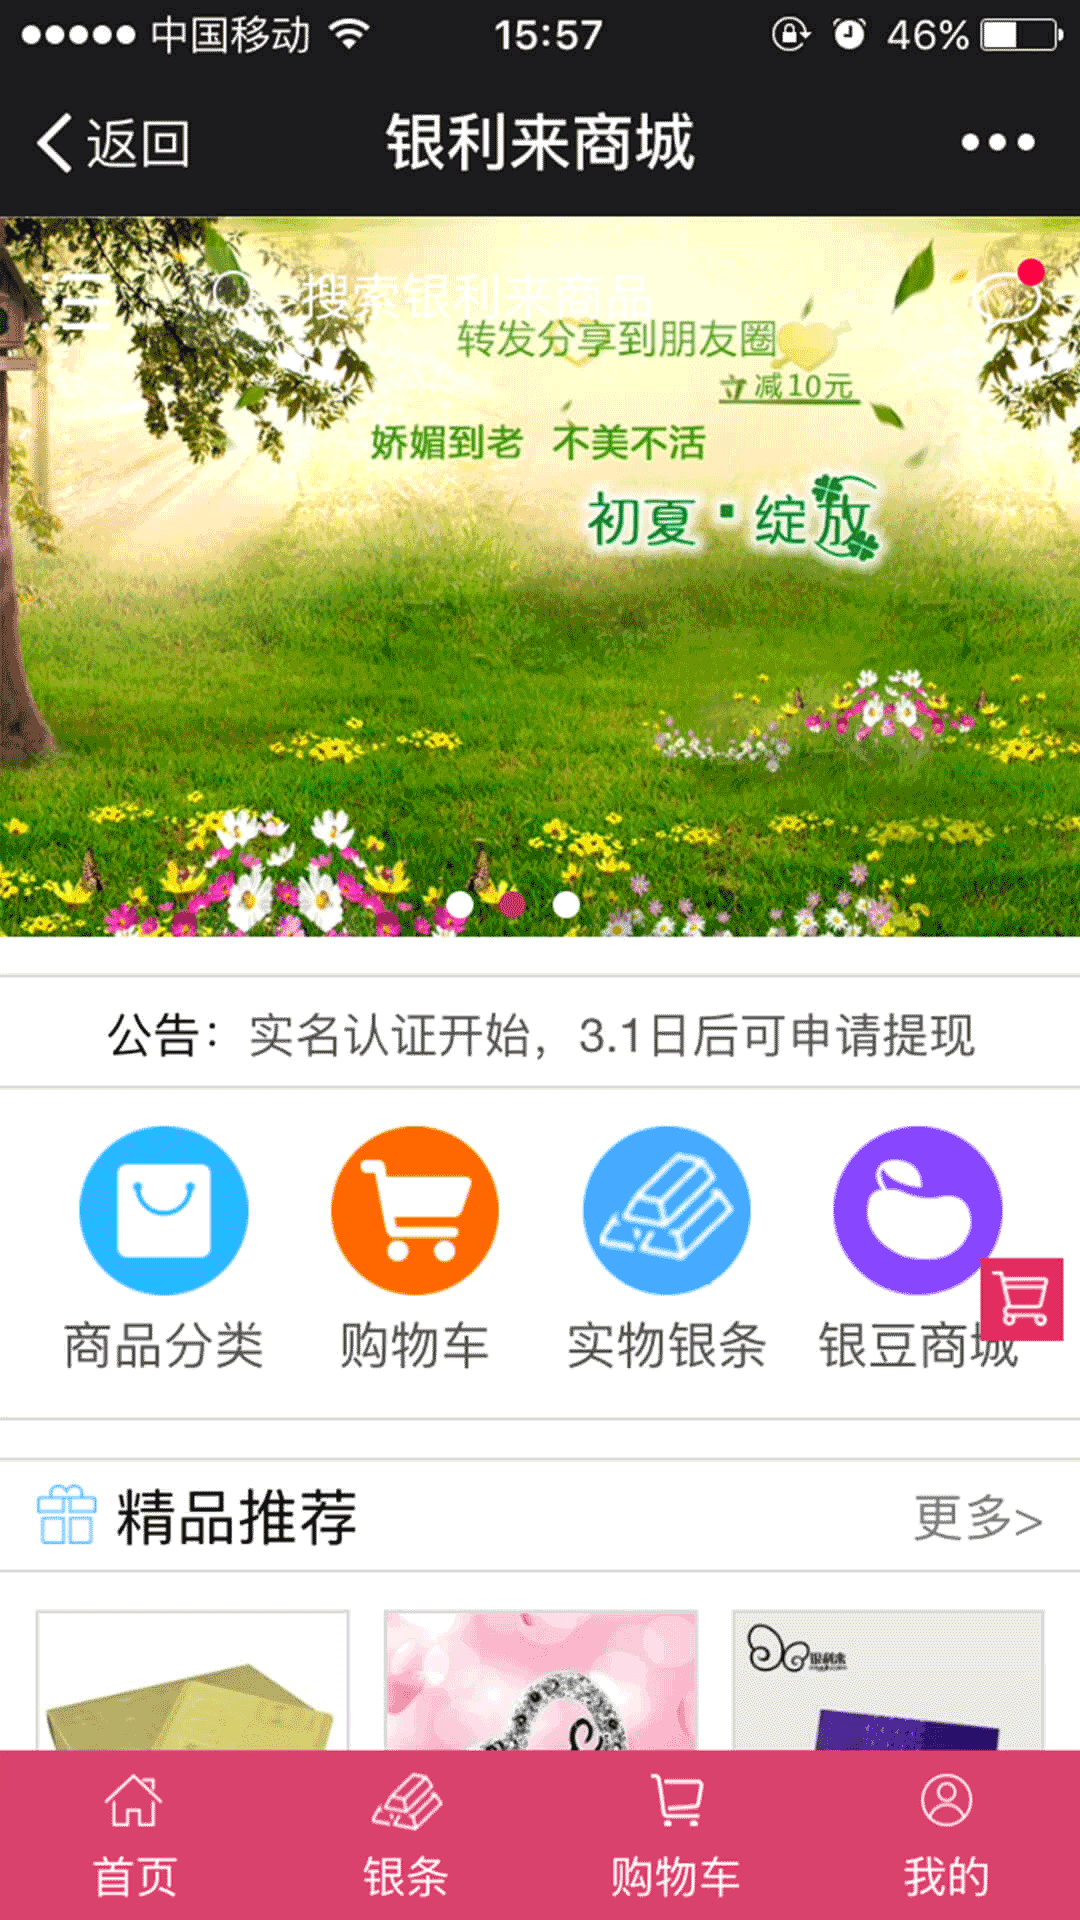 中国移动 15:57 46%
返回 银利来商城
搜索银利来商品
转发分享到朋友圈
立减10元
娇媚到老 不美不活
初夏·绽放
公告：实名认证开始，3.1日后可申请提现
商品分类 购物车 实物银条 银豆商城
精品推荐 更多>
银利来
首页 银条 购物车 我的